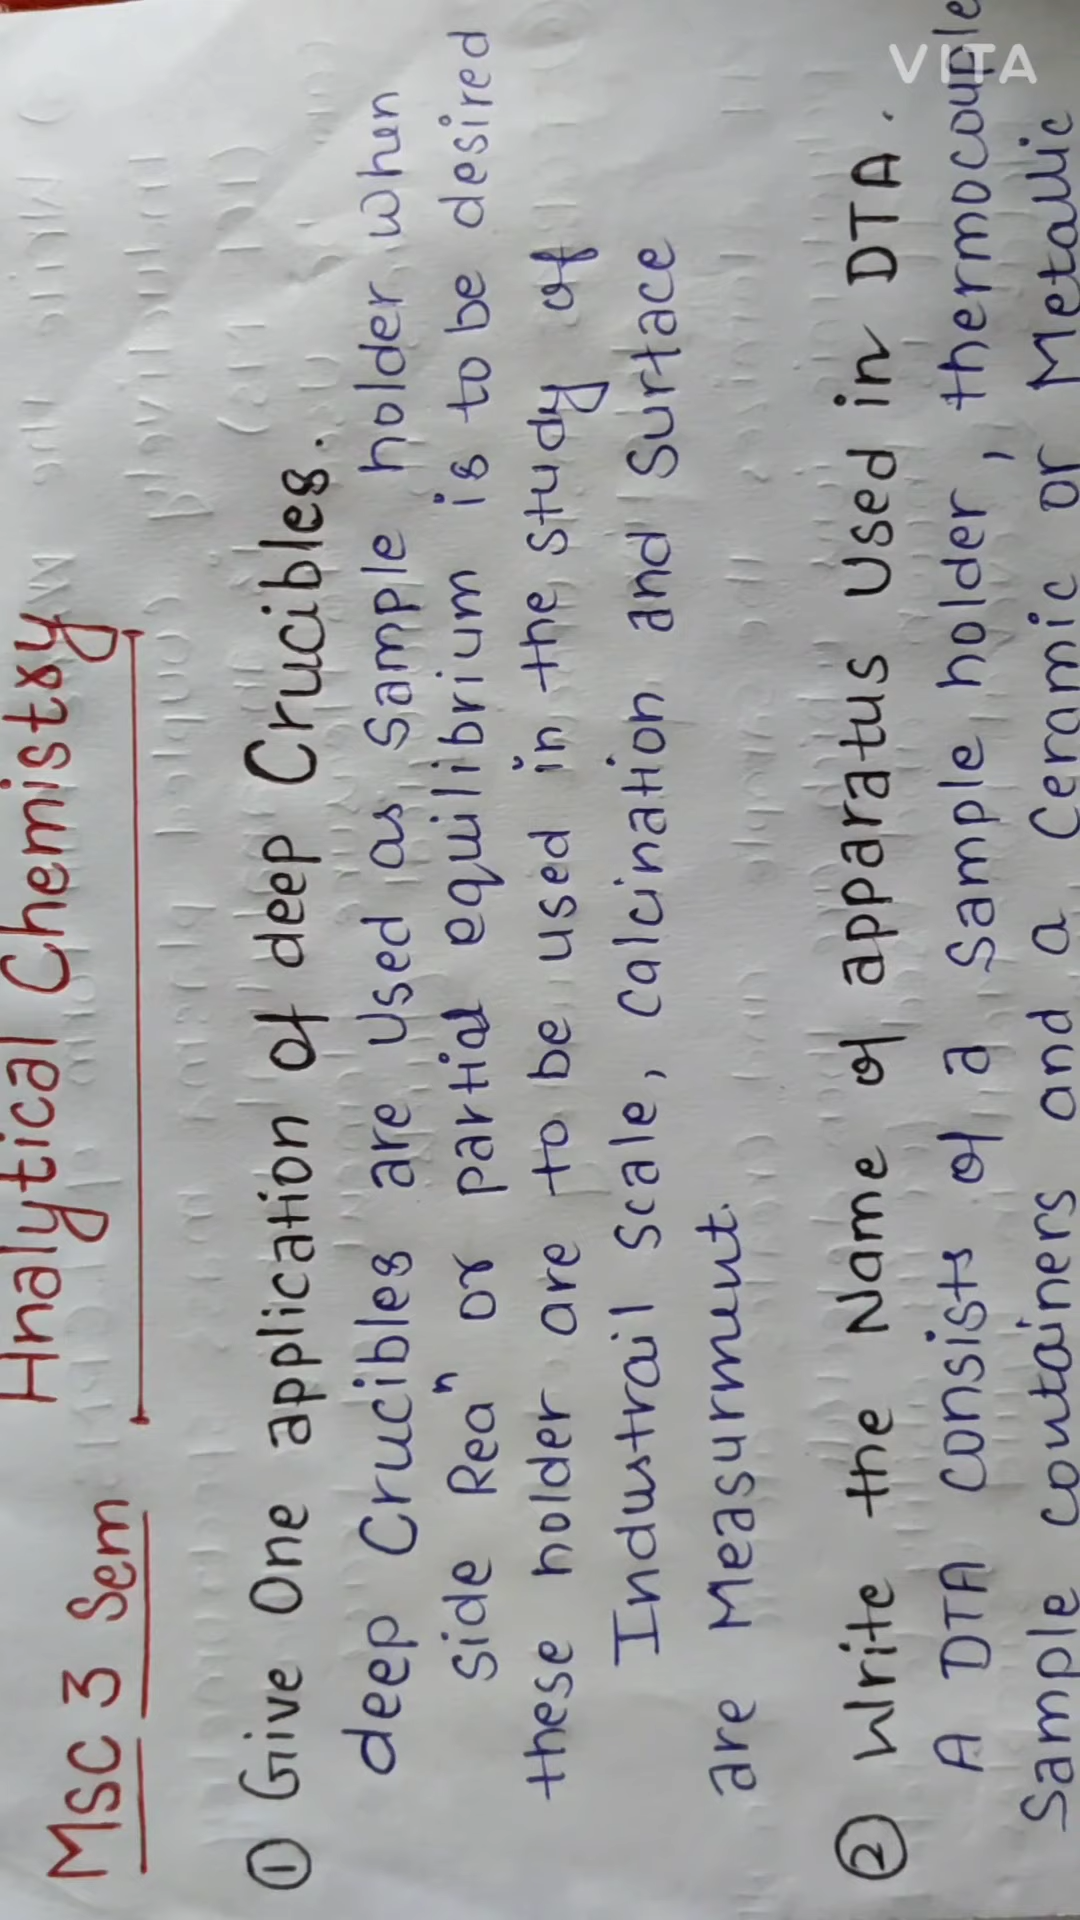 MSC 3 Sem Analytical Chemistry
① Give One application of deep Crucibles.
deep Crucibles are Used as Sample holder when
Side Reaⁿ or partial equilibrium is to be desired
these holder are to be used in the study of
Industrail Scale, calcination and Surface
are Measurment.
② Write the Name of apparatus Used in DTA.
A DTA consists of a Sample holder, thermocouple
Sample containers and a Ceramic or Metallic
VITA